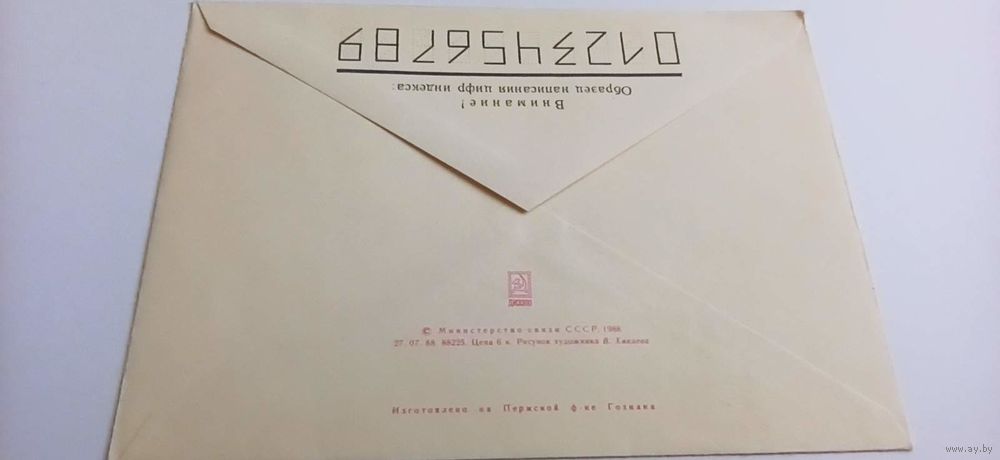 Внимание!
Образец написания цифр индекса:
0123456789
© Министерство связи СССР, 1988
27. 07. 88 88225. Цена 6 к. Рисунок художника В.
Изготовлено на Пермской ф-ке Гознака
www.ay.by